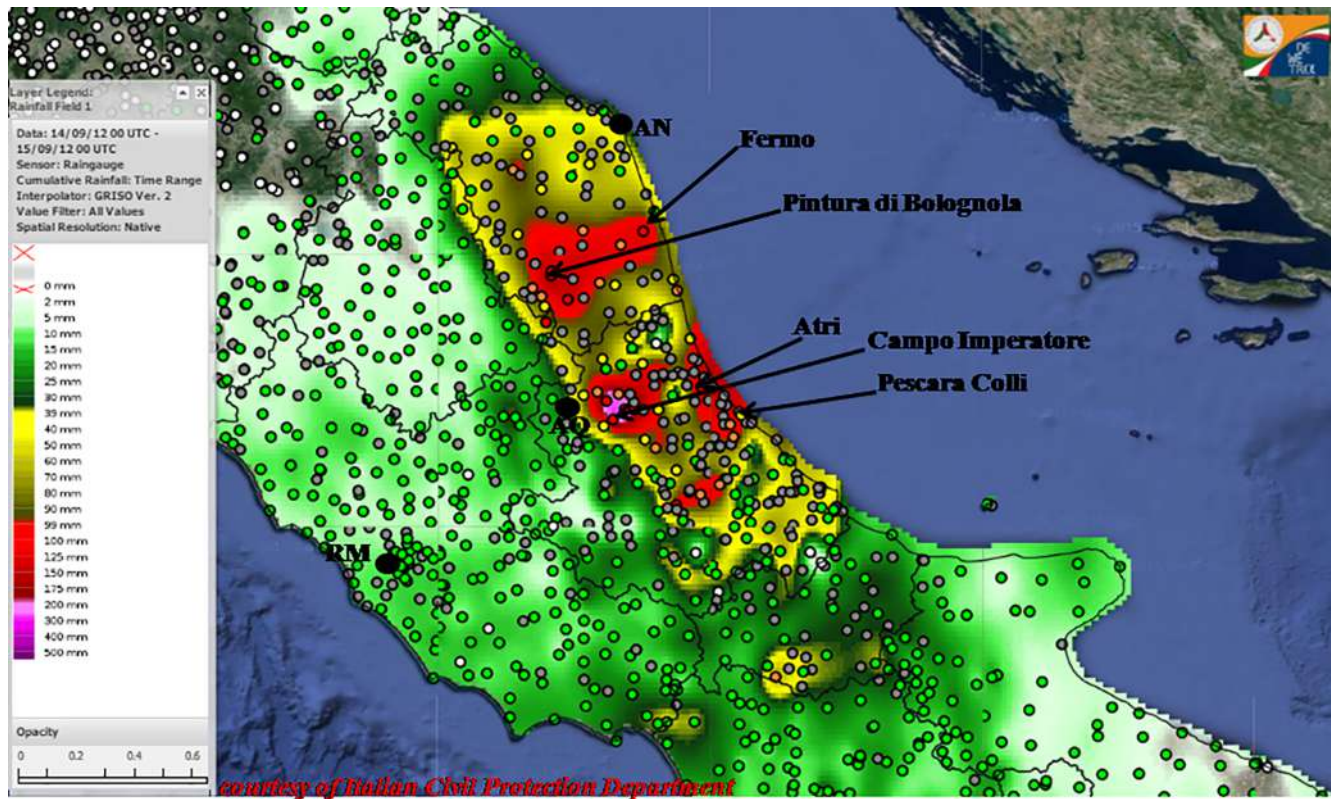 Layer Legend:
Rainfall Field 1
Data: 14/09/12 00 UTC -
15/09/12 00 UTC
Sensor: Raingauge
Cumulative Rainfall: Time Range
Interpolator: GRISO Ver. 2
Value Filter: All Values
Spatial Resolution: Native
0 mm
2 mm
5 mm
10 mm
15 mm
20 mm
25 mm
30 mm
39 mm
40 mm
50 mm
60 mm
70 mm
80 mm
90 mm
99 mm
100 mm
125 mm
150 mm
175 mm
200 mm
300 mm
400 mm
500 mm
Opacity
0 0.2 0.4 0.6
AN
Fermo
Pintura di Bolognola
Atri
Campo Imperatore
Pescara Colli
AQ
RM
DE
WE
TRA
courtesy of Italian Civil Protection Department